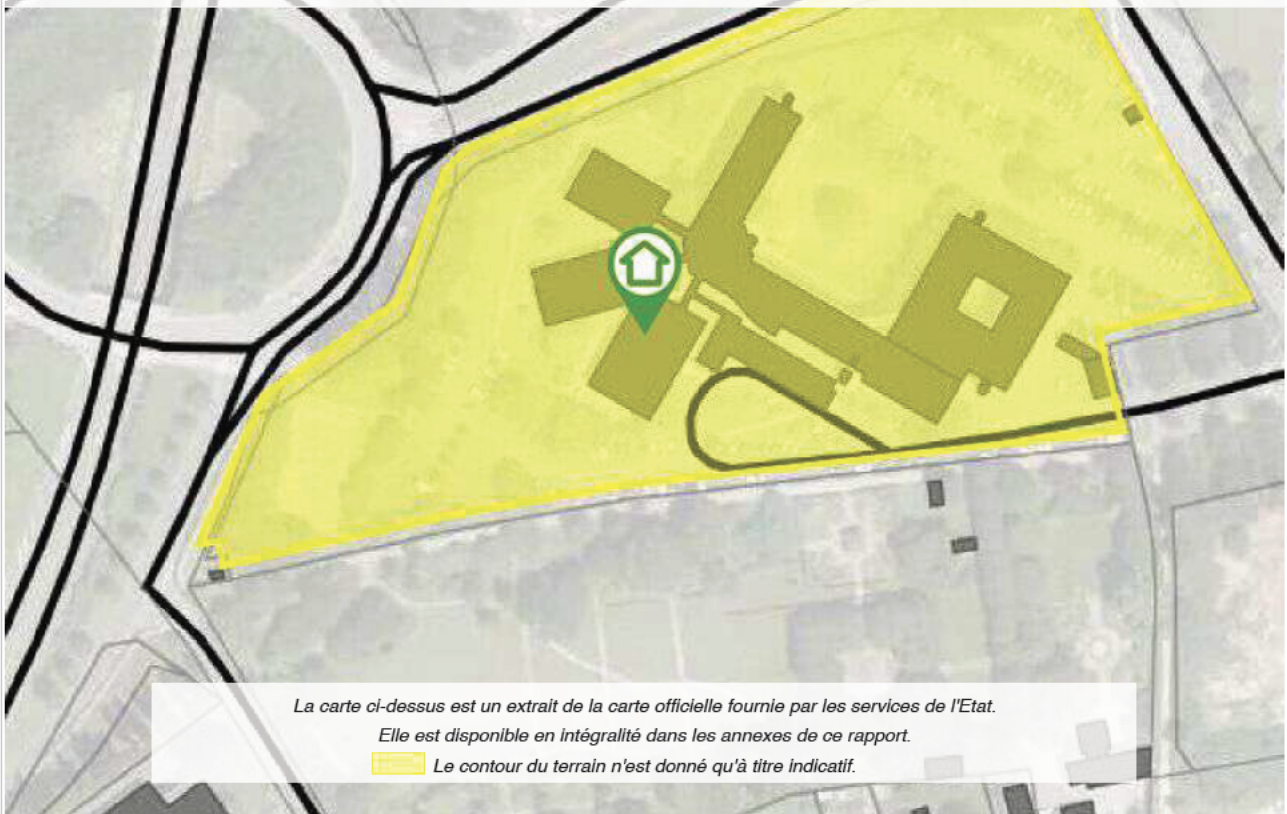 La carte ci-dessus est un extrait de la carte officielle fournie par les services de l'Etat.
Elle est disponible en intégralité dans les annexes de ce rapport.
Le contour du terrain n'est donné qu'à titre indicatif.